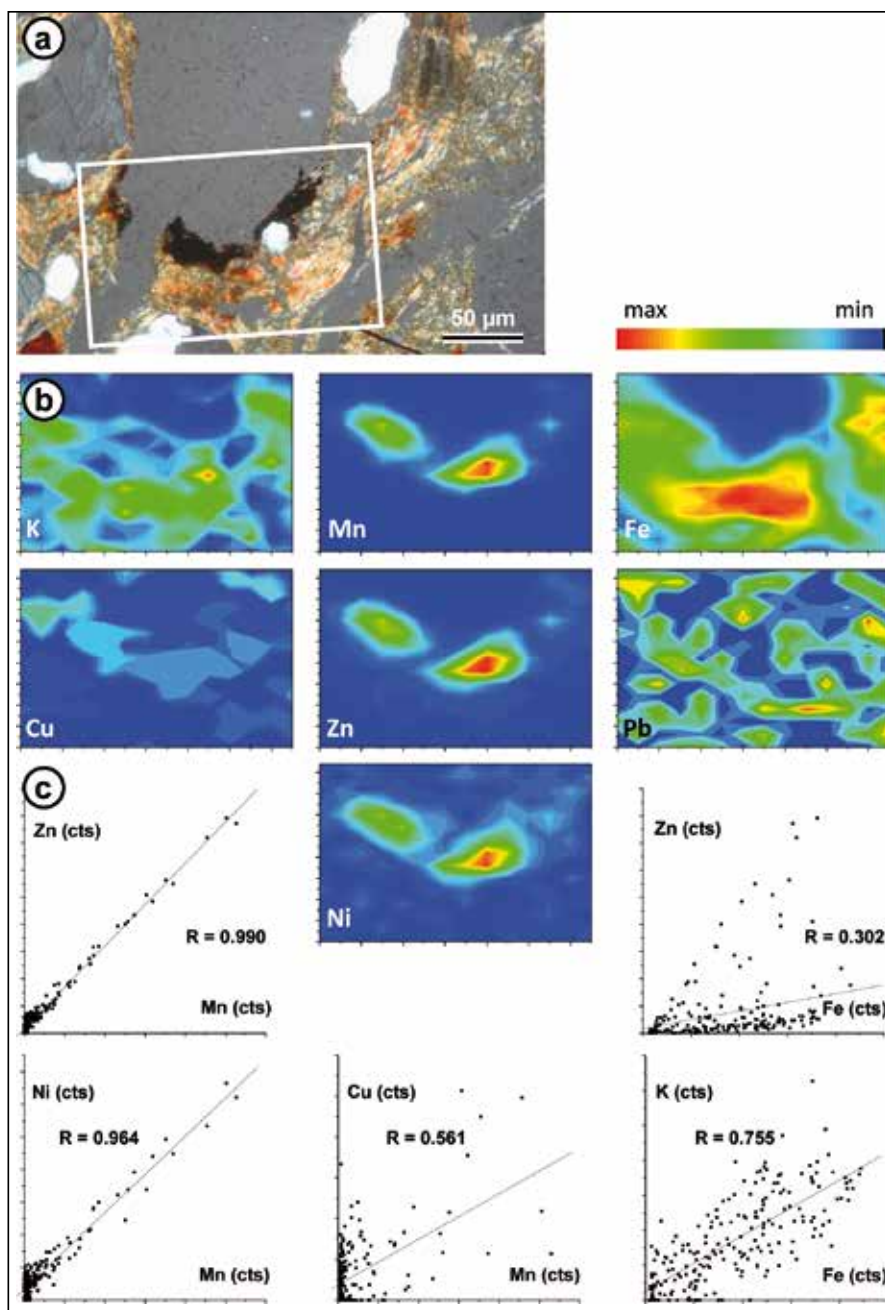 a
50 µm
max min
b
K
Mn
Fe
Cu
Zn
Pb
Ni
c
Zn (cts)
R = 0.990
Mn (cts)
Zn (cts)
R = 0.302
Fe (cts)
Ni (cts)
R = 0.964
Mn (cts)
Cu (cts)
R = 0.561
Mn (cts)
K (cts)
R = 0.755
Fe (cts)